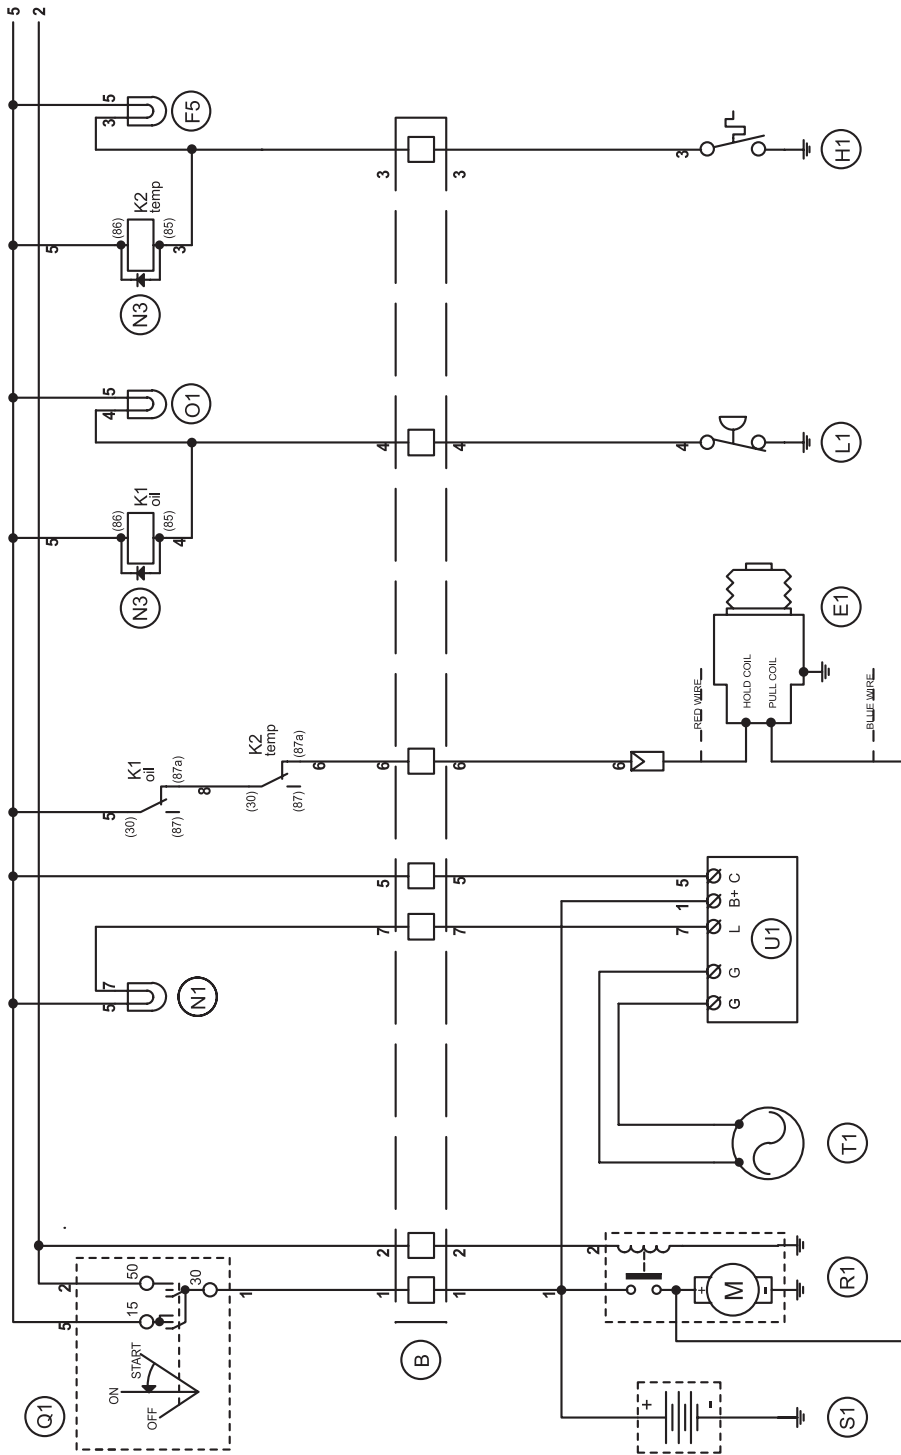 5
2
5
3
F5
K2
temp
(86)
(85)
5
3
N3
3
3
3
H1
5
4
O1
K1
oil
(86)
(85)
5
4
N3
4
4
4
L1
K1
oil
(87a)
(30)
(87)
5
8
K2
temp
(87a)
(30)
(87)
6
6
6
6
RED WIRE
HOLD COIL
PULL COIL
BLUE WIRE
E1
5
5
5
C
1
B+
7
7
7
L
G
G
U1
7
5
N1
T1
2
2
2
1
1
1
1
B
M
+
-
R1
Q1
ON
START
OFF
5
2
15
50
30
+
-
S1